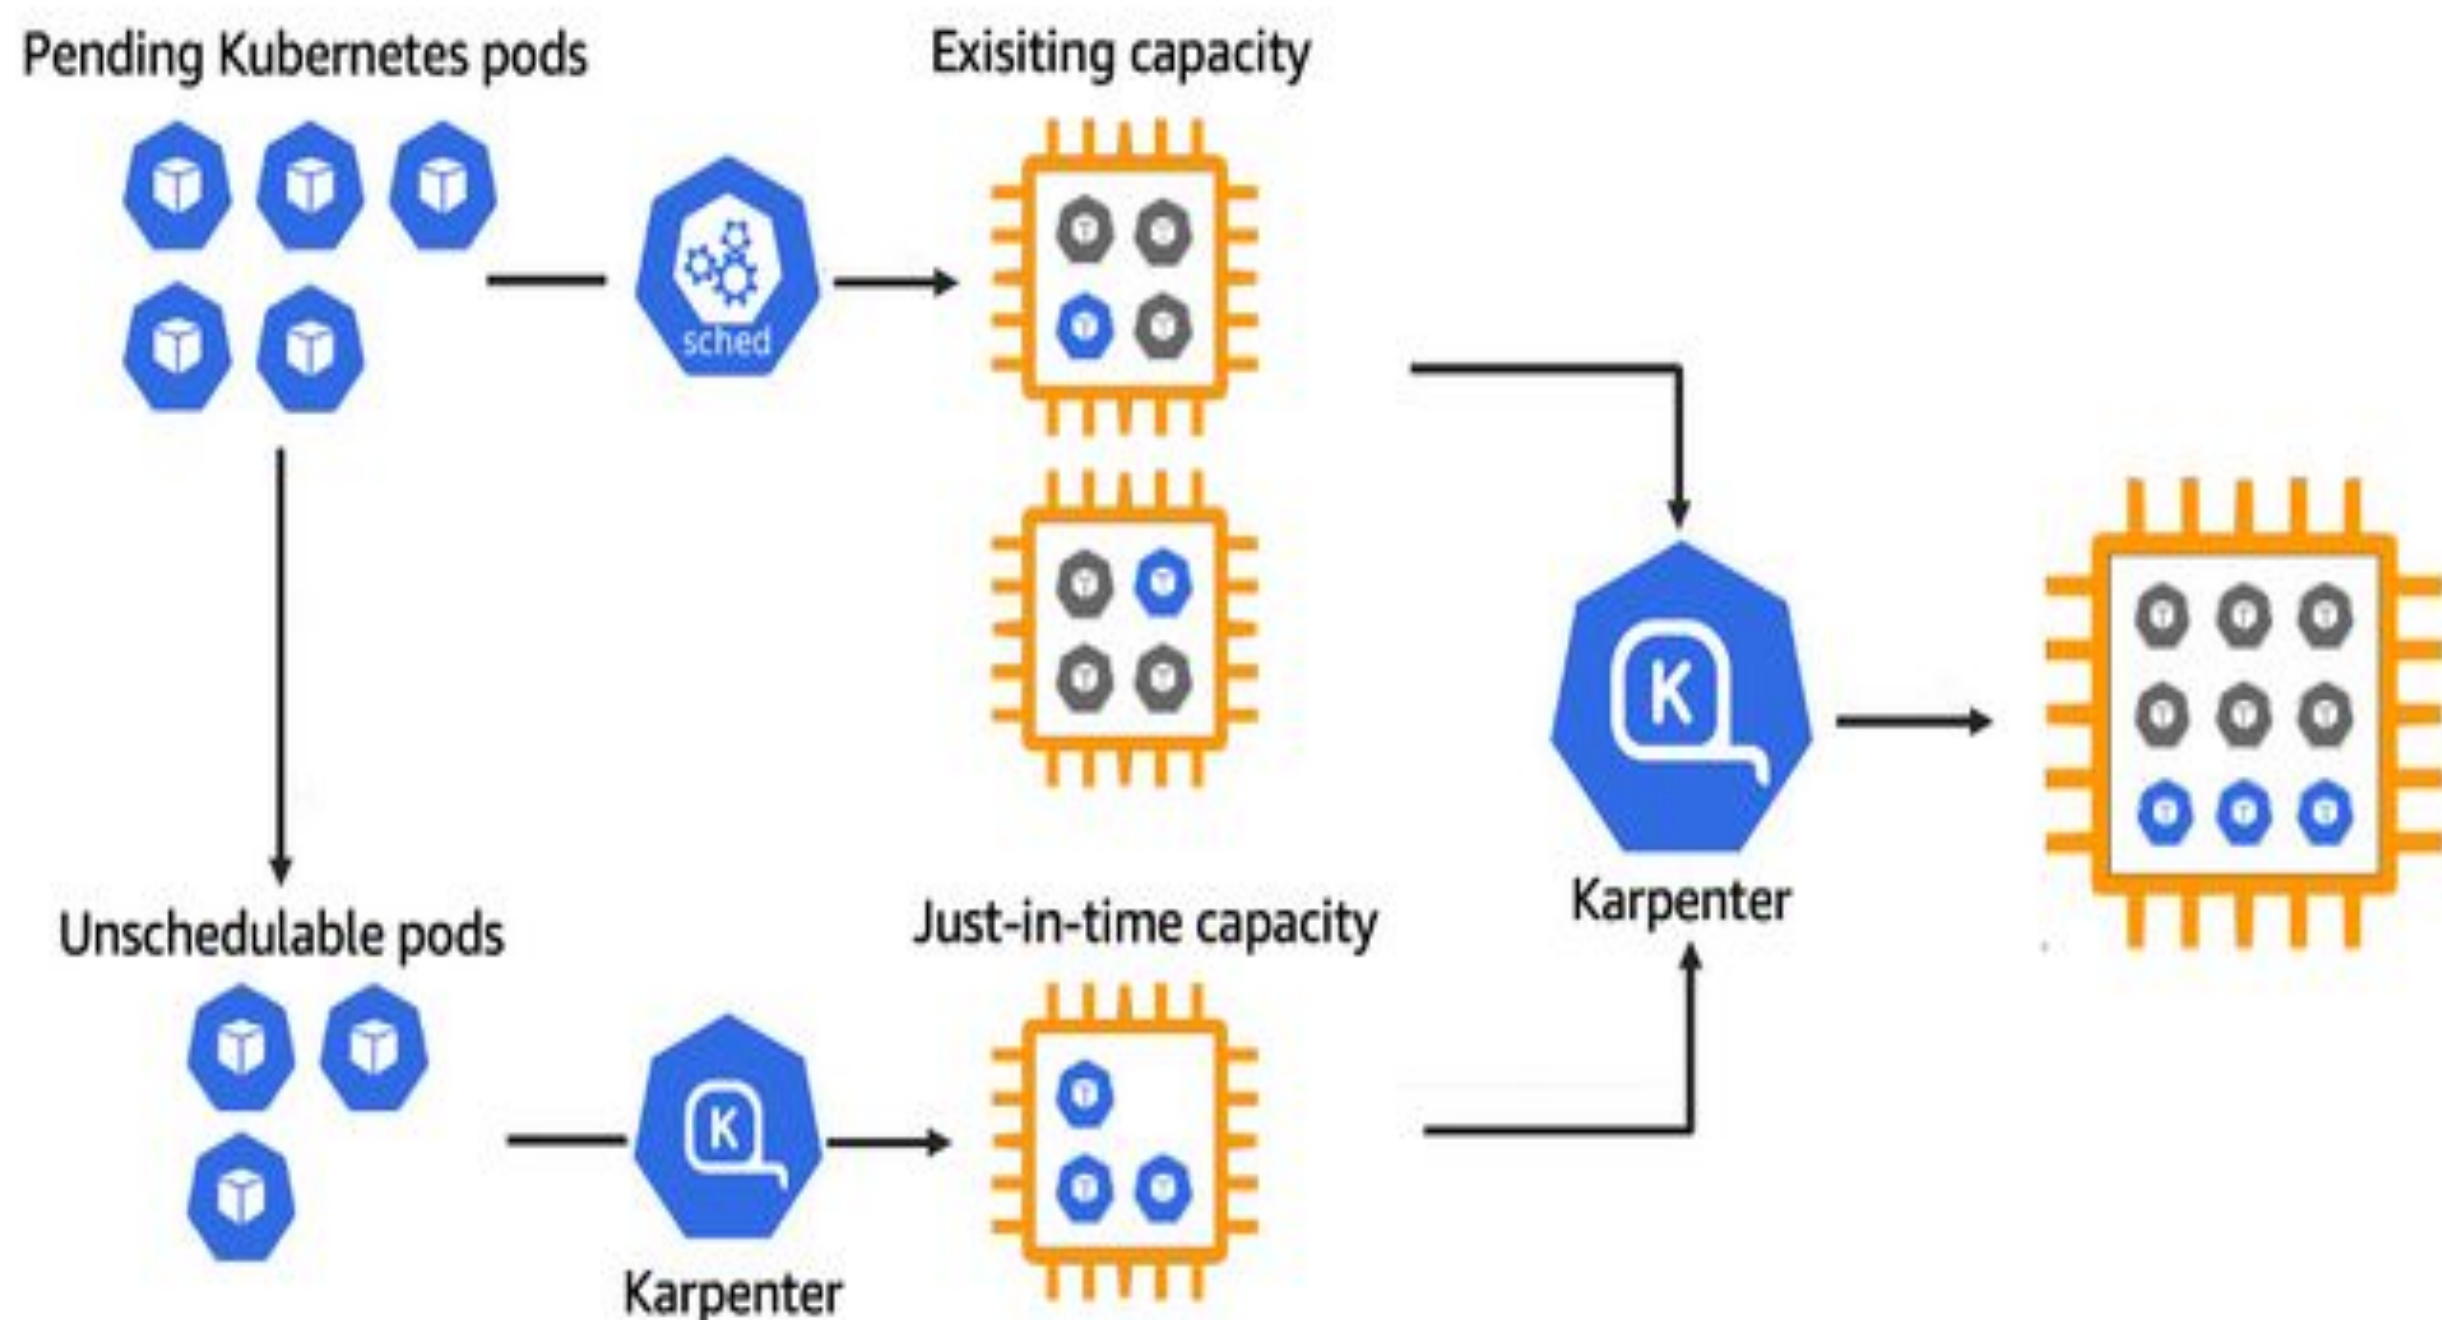 Pending Kubernetes pods
Exisiting capacity
sched
K
Karpenter
Unschedulable pods
Just-in-time capacity
K
Karpenter